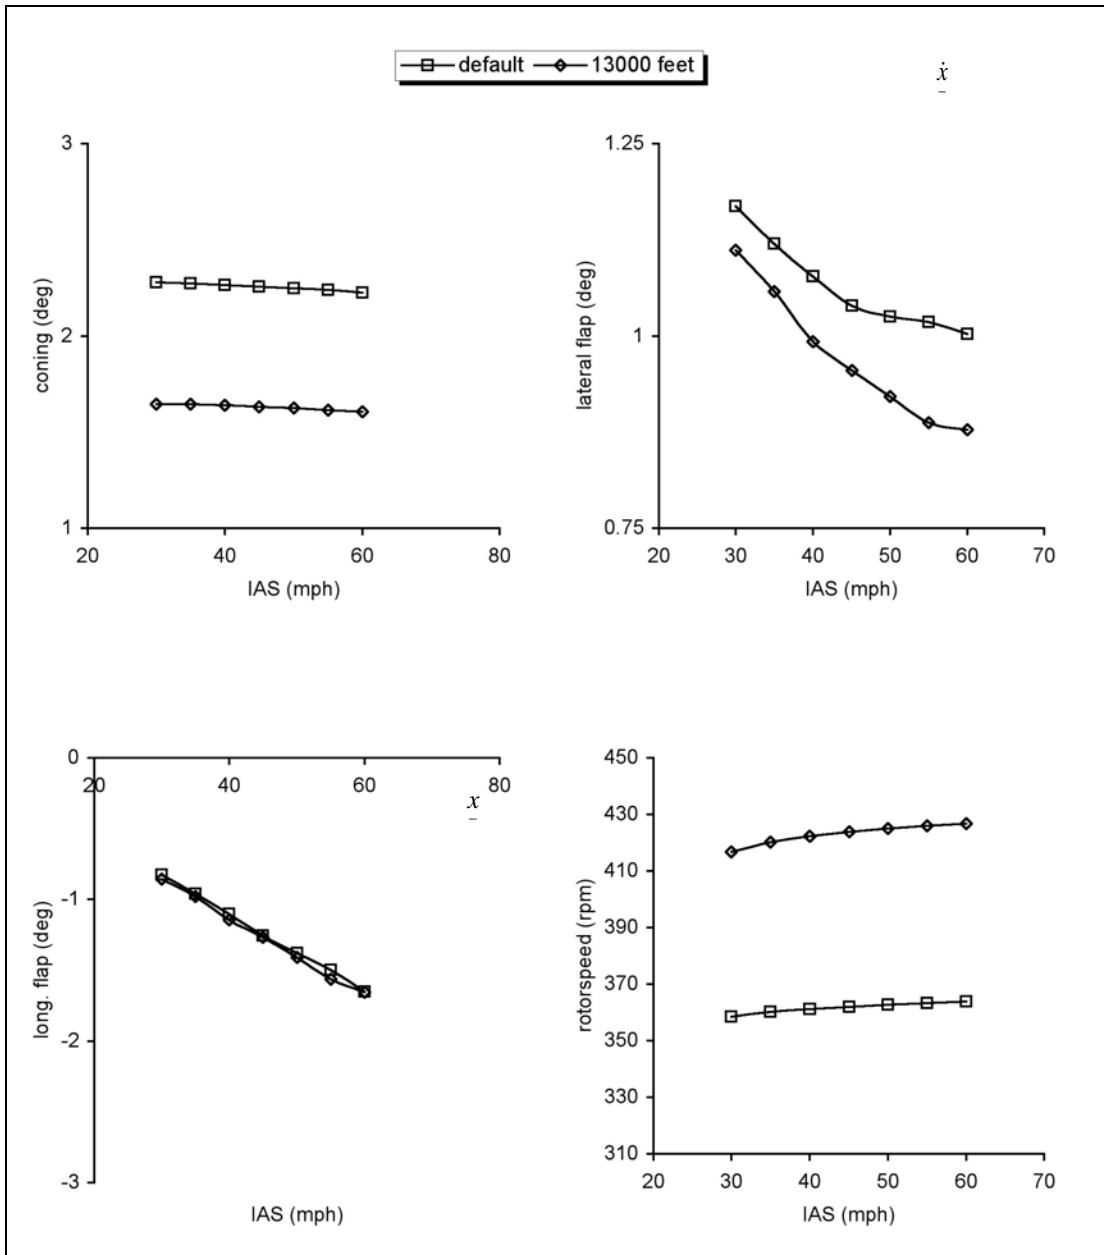 default 13000 feet
ẋ
3
2
1
20 40 60 80
coning (deg)
IAS (mph)
1.25
1
0.75
20 30 40 50 60 70
lateral flap (deg)
IAS (mph)
0
20 40 60 80
x
-1
-2
-3
long. flap (deg)
IAS (mph)
450
430
410
390
370
350
330
310
20 30 40 50 60 70
rotorspeed (rpm)
IAS (mph)